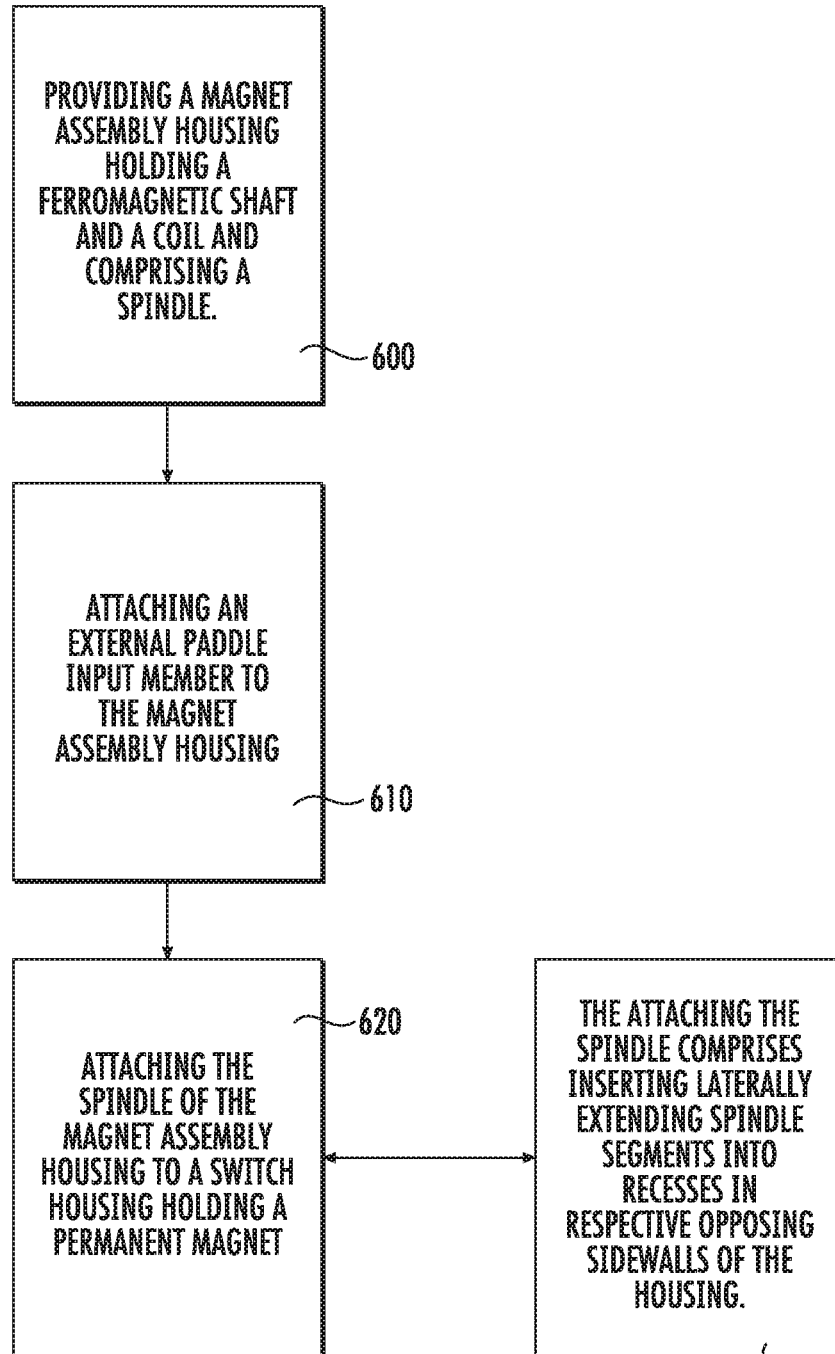 PROVIDING A MAGNET
ASSEMBLY HOUSING
HOLDING A
FERROMAGNETIC SHAFT
AND A COIL AND
COMPRISING A
SPINDLE.
600
ATTACHING AN
EXTERNAL PADDLE
INPUT MEMBER TO
THE MAGNET
ASSEMBLY HOUSING
610
620
ATTACHING THE
SPINDLE OF THE
MAGNET ASSEMBLY
HOUSING TO A SWITCH
HOUSING HOLDING A
PERMANENT MAGNET
THE ATTACHING THE
SPINDLE COMPRISES
INSERTING LATERALLY
EXTENDING SPINDLE
SEGMENTS INTO
RECESSES IN
RESPECTIVE OPPOSING
SIDEWALLS OF THE
HOUSING.